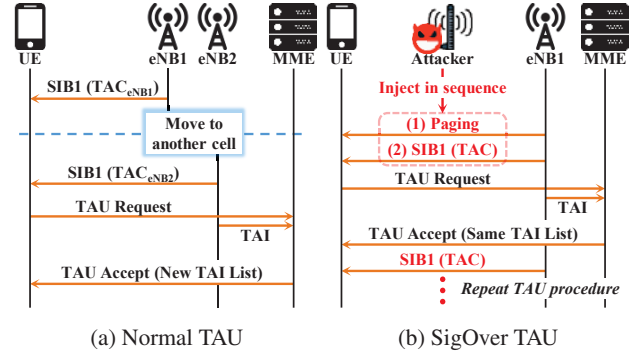 UE
eNB1 eNB2
MME
SIB1 (TAC_eNB1)
Move to
another cell
SIB1 (TAC_eNB2)
TAU Request
TAI
TAU Accept (New TAI List)
(a) Normal TAU
UE
Attacker
eNB1
MME
Inject in sequence
(1) Paging
(2) SIB1 (TAC)
TAU Request
TAI
TAU Accept (Same TAI List)
SIB1 (TAC)
Repeat TAU procedure
(b) SigOver TAU